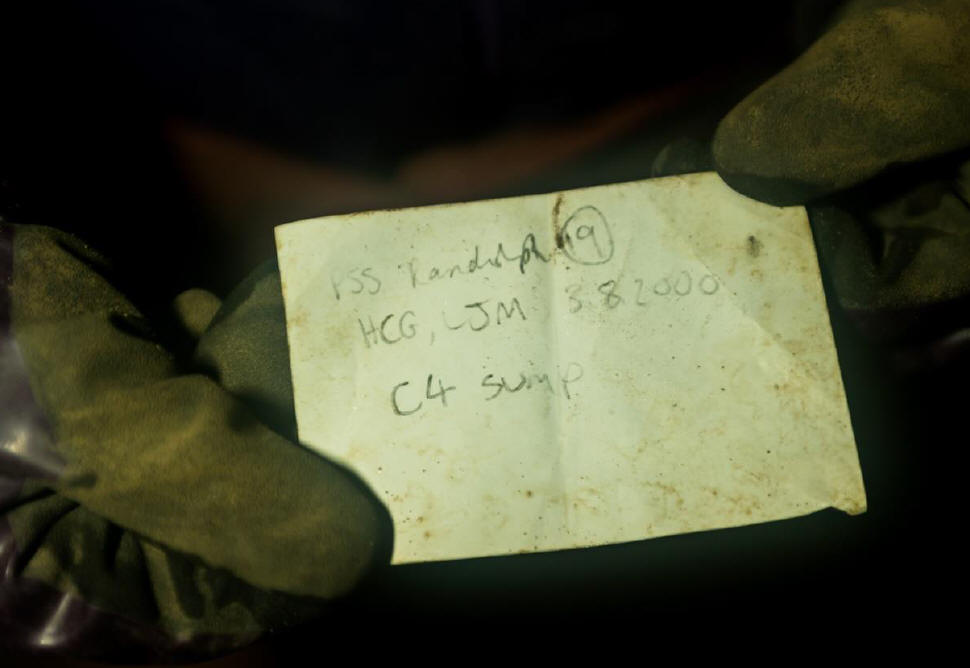 PSS Randolph 19
HCG, LJM 3 8 2000
C4 sump